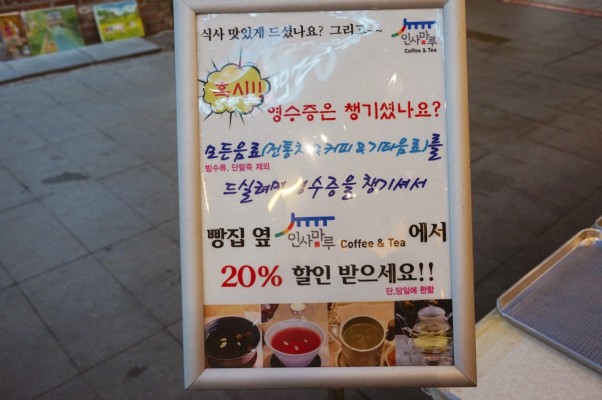 식사 맛있게 드셨나요? 그리고~~
인사마루
Coffee & Tea
혹시!!!
영수증은 챙기셨나요?
모든음료(전통차&커피&기타음료)를
빙수류, 단팥죽 제외
드실려면 영수증을 챙기셔서
빵집 옆 인사마루 Coffee & Tea 에서
20% 할인 받으세요!!
단,당일에 한함